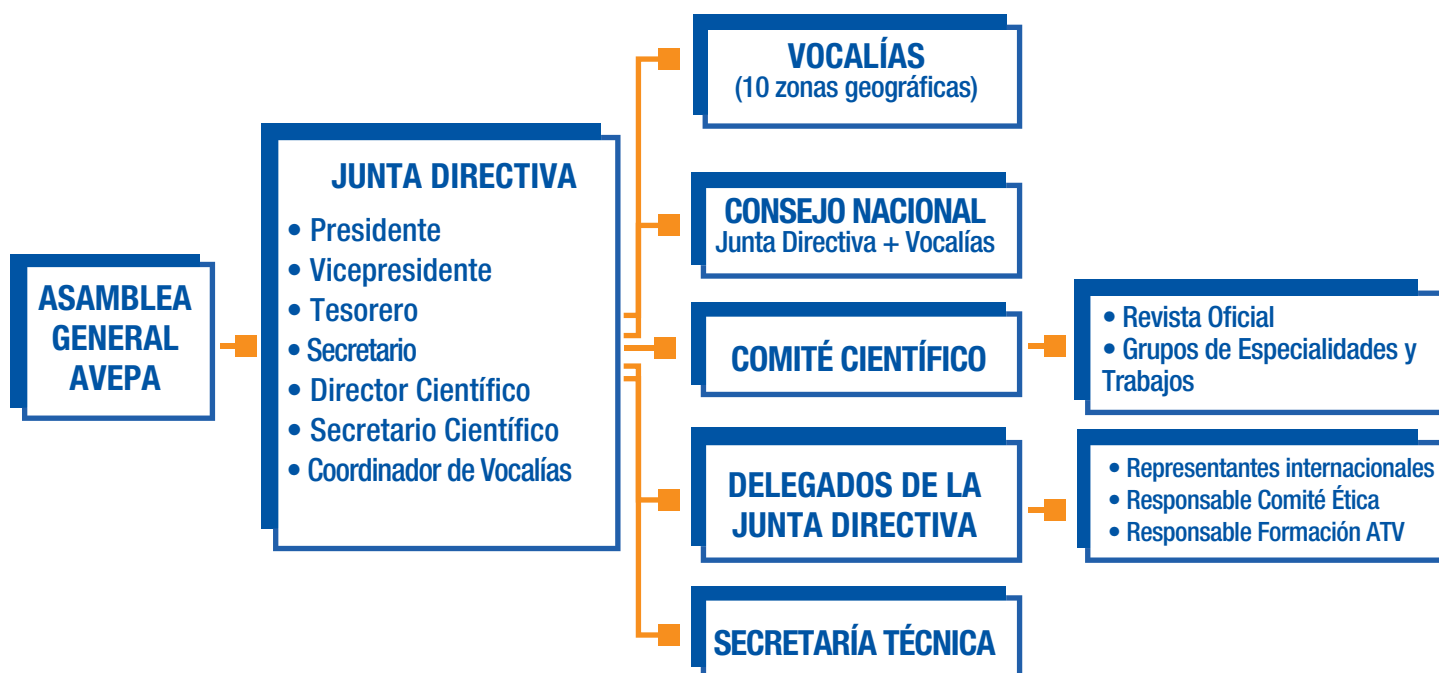 ASAMBLEA
GENERAL
AVEPA
JUNTA DIRECTIVA
• Presidente
• Vicepresidente
• Tesorero
• Secretario
• Director Científico
• Secretario Científico
• Coordinador de Vocalías
VOCALÍAS
(10 zonas geográficas)
CONSEJO NACIONAL
Junta Directiva + Vocalías
COMITÉ CIENTÍFICO
• Revista Oficial
• Grupos de Especialidades y
Trabajos
DELEGADOS DE LA
JUNTA DIRECTIVA
• Representantes internacionales
• Responsable Comité Ética
• Responsable Formación ATV
SECRETARÍA TÉCNICA